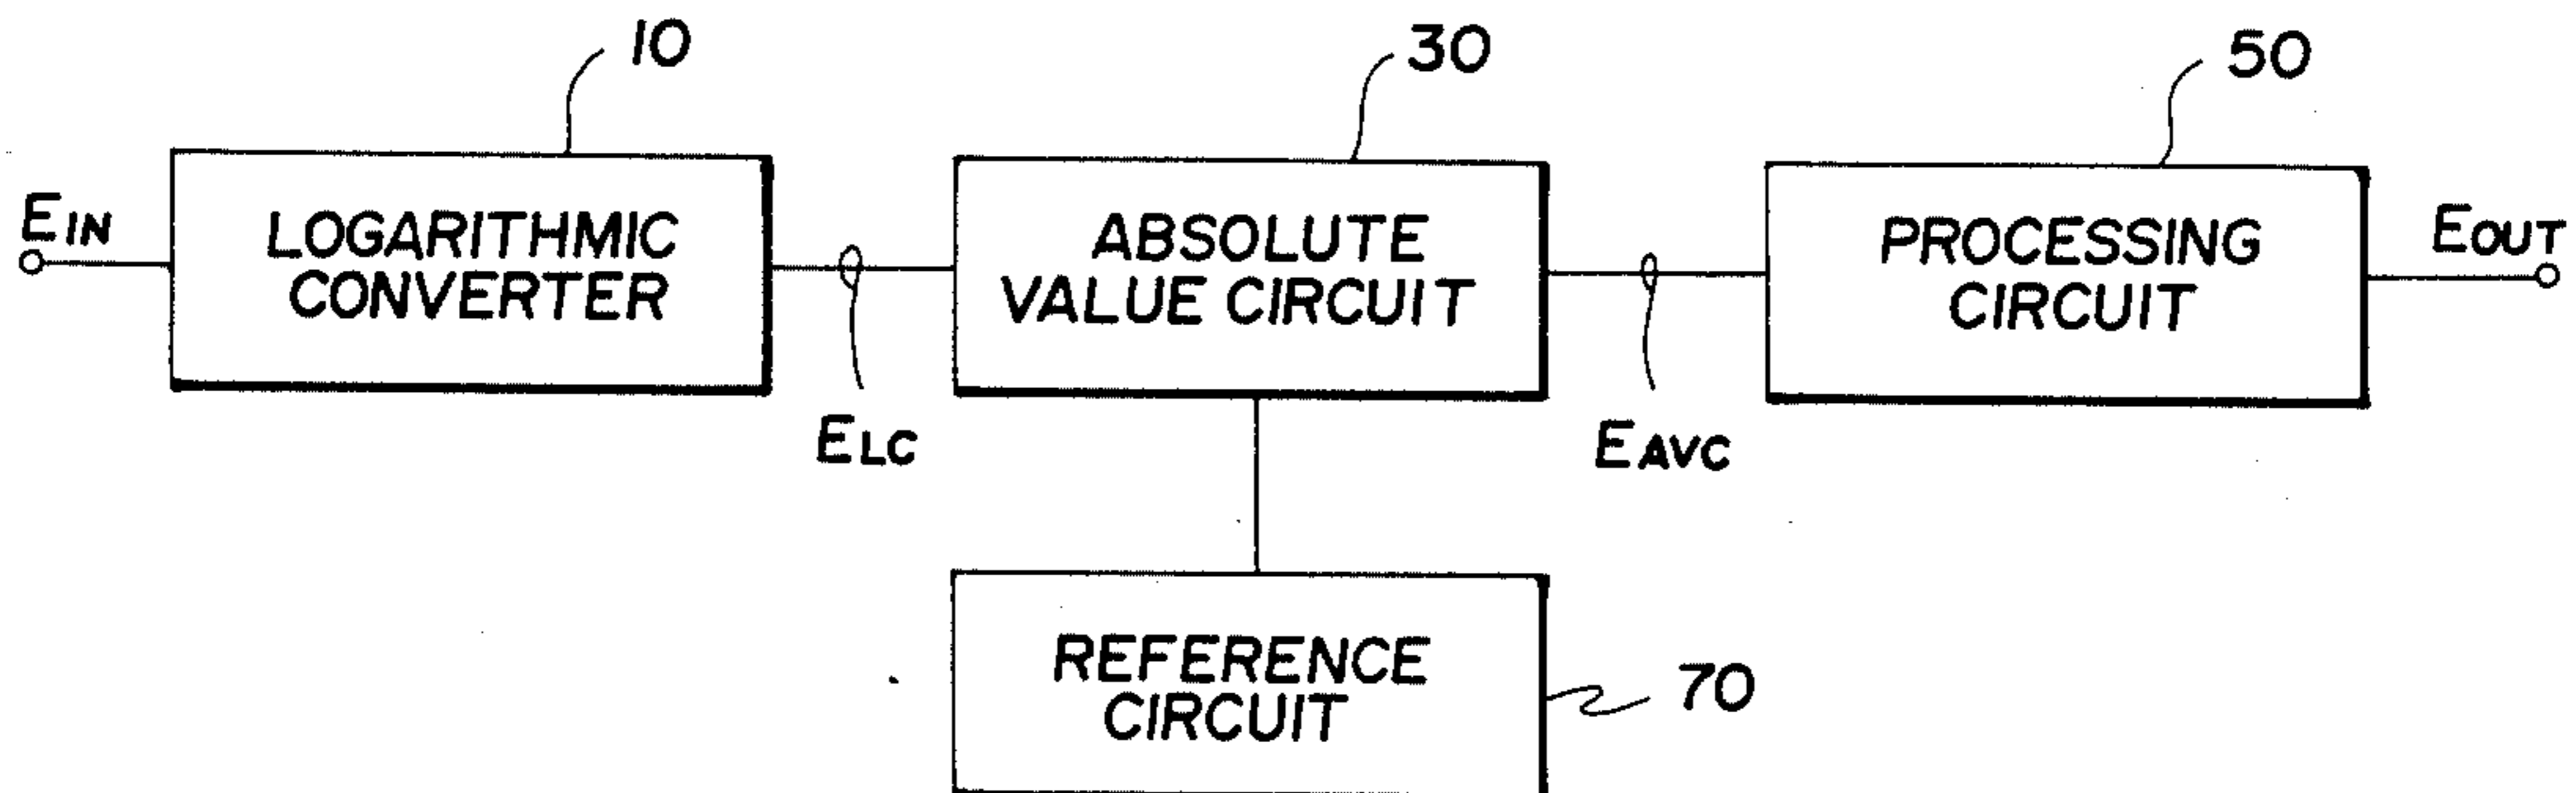 10
30
50
EIN
LOGARITHMIC
CONVERTER
ABSOLUTE
VALUE CIRCUIT
PROCESSING
CIRCUIT
EOUT
ELC
EAVC
REFERENCE
CIRCUIT
70